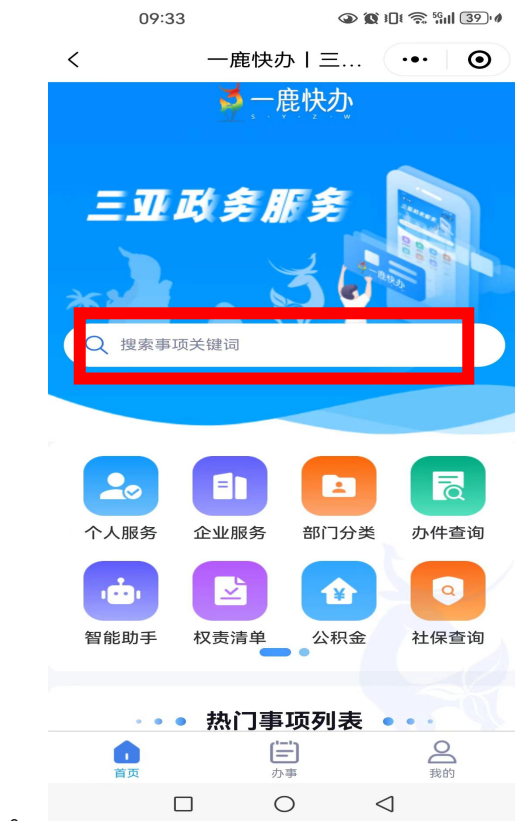 09:33
5G
39
一鹿快办丨三...
一鹿快办
S·Y·Z·W
三亚政务服务
一鹿快办
搜索事项关键词
个人服务 企业服务 部门分类 办件查询
智能助手 权责清单 公积金 社保查询
热门事项列表
首页 办事 我的